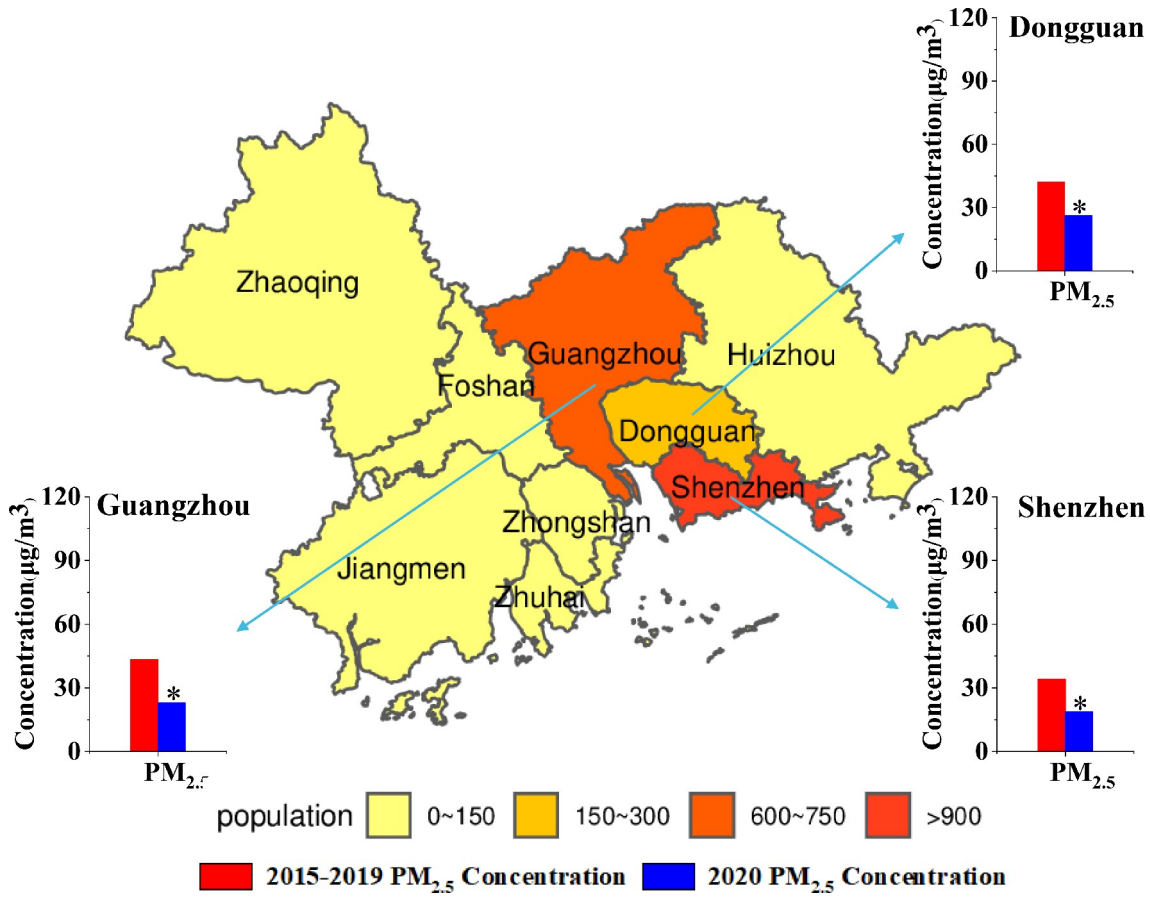 120
Dongguan
90
60
30
0
Concentration(μg/m3)
*
PM2.5
Zhaoqing
Guangzhou
Huizhou
Foshan
Dongguan
Shenzhen
Zhongshan
Jiangmen
Zhuhai
120
Guangzhou
90
60
30
0
Concentration(μg/m3)
*
PM2.5
120
Shenzhen
90
60
30
0
Concentration(μg/m3)
*
PM2.5
population 0~150 150~300 600~750 >900
2015-2019 PM2.5 Concentration 2020 PM2.5 Concentration